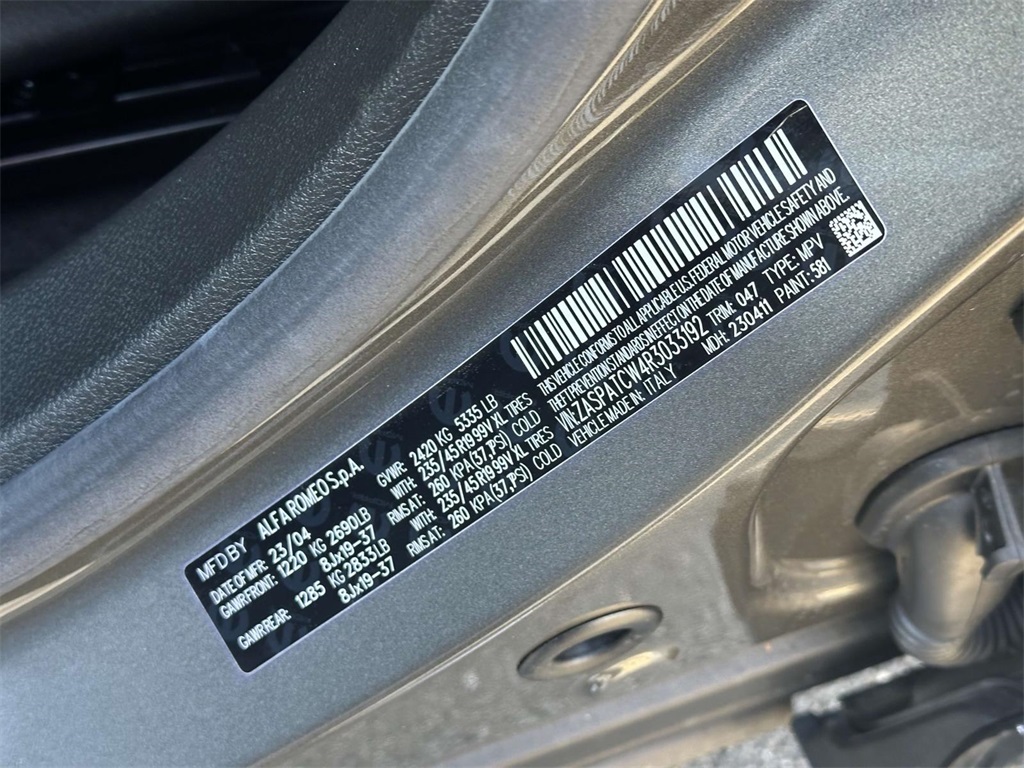 MFD BY ALFA ROMEO S.p.A.
DATE OF MFR: 23/04 GVWR: 2420 KG 5335 LB
GAWR FRONT: 1220 KG 2690LB WITH: 235/45R19 99V XL TIRES
8Jx19-37 RIMS AT: 260 KPA(37,PSI) COLD
GAWR REAR: 1285 KG 2833 LB WITH: 235/45R19 99V XL TIRES
8Jx19-37 RIMS AT: 260 KPA(37,PSI) COLD
THIS VEHICLE CONFORMS TO ALL APPLICABLE U.S. FEDERAL MOTOR VEHICLE SAFETY AND
THEFT PREVENTION STANDARDS IN EFFECT ON THE DATE OF MANUFACTURE SHOWN ABOVE.
VIN: ZASPATCW4R3033192 TRIM: 047 TYPE: MPV
VEHICLE MADE IN: ITALY MDH: 230411 PAINT: 581